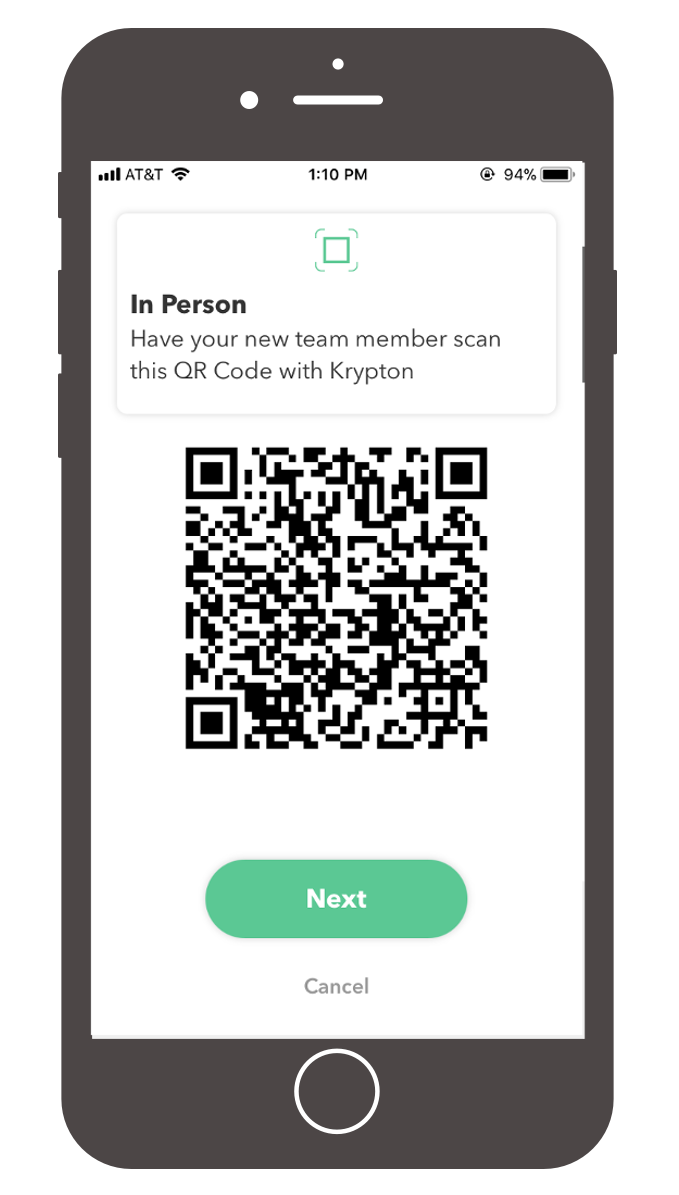 AT&T 1:10 PM 94%
In Person
Have your new team member scan
this QR Code with Krypton
Next
Cancel